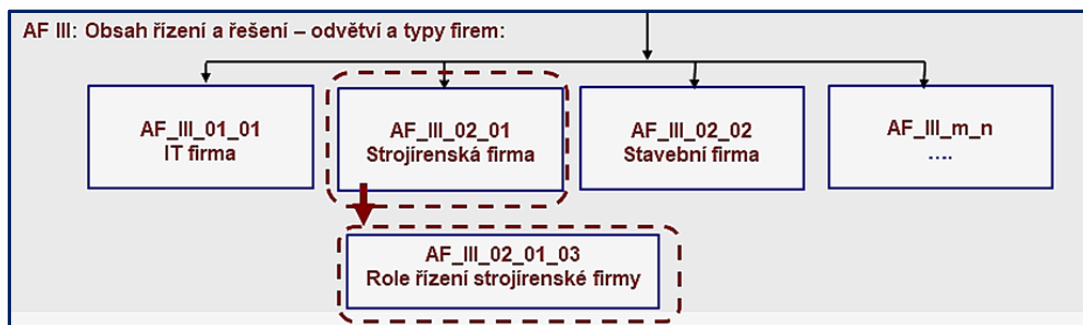 AF III: Obsah řízení a řešení – odvětví a typy firem:
AF_III_01_01
IT firma
AF_III_02_01
Strojírenská firma
AF_III_02_02
Stavební firma
AF_III_m_n
....
AF_III_02_01_03
Role řízení strojírenské firmy